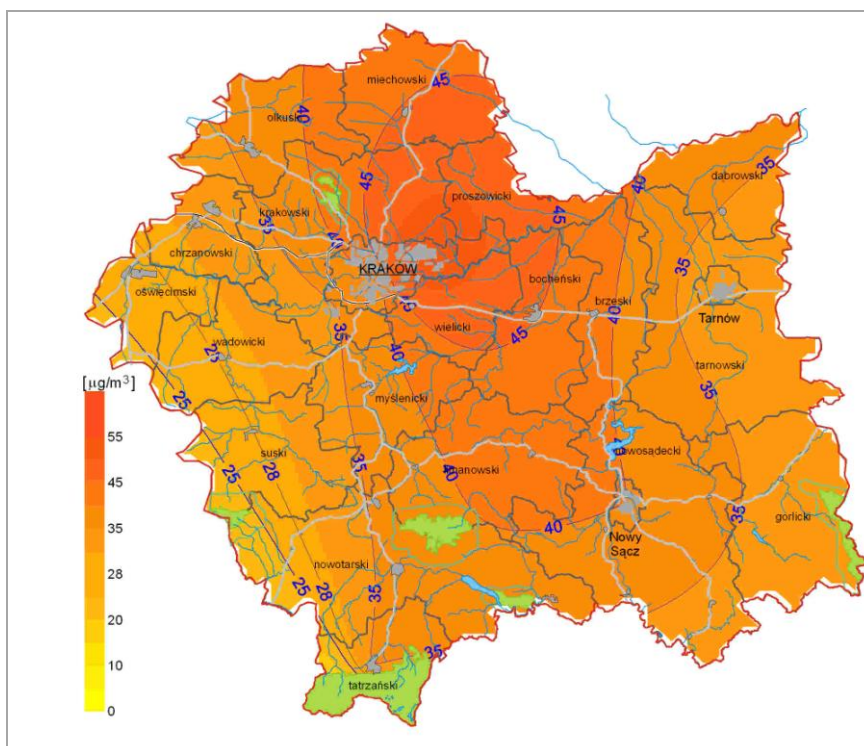 45
miechowski
olkuski
40
dąbrowski
35
40
45
proszowicki
45
krakowski
35
40
chrzanowski
KRAKÓW
bocheński
35
oświęcimski
brzeski
Tarnów
wielicki
45
40
35
25
wadowicki
40
tarnowski
[µg/m³]
25
myślenicki
35
55
45
suski
nowosądecki
35
28
25
35
limanowski
40
28
gorlicki
20
40
35
Nowy
Sącz
10
nowotarski
25
28
35
0
35
tatrzański